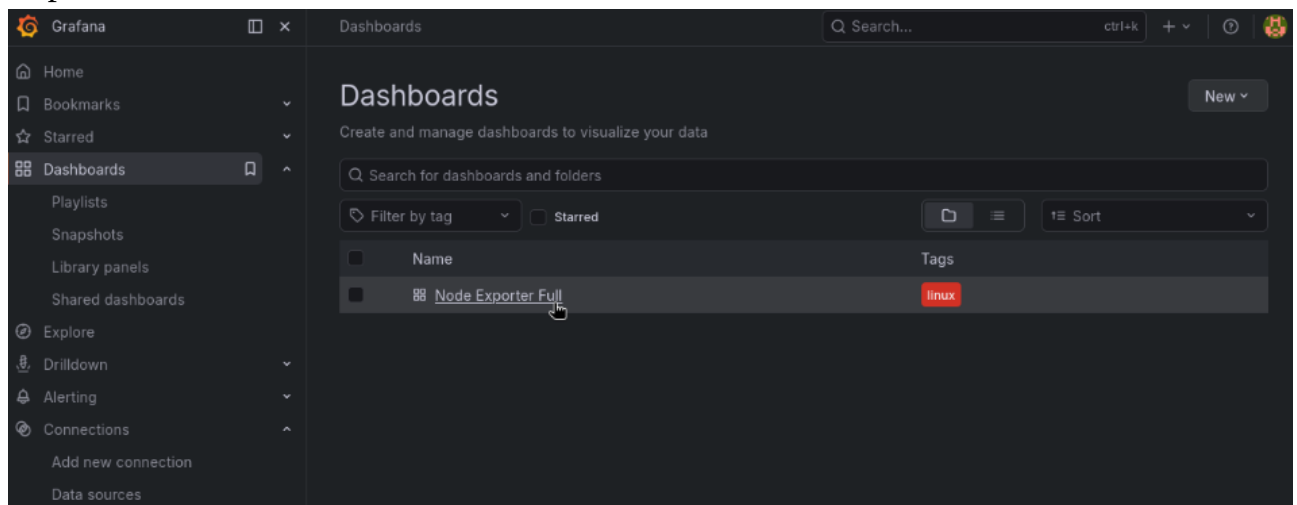 Grafana
Dashboards
Search...
ctrl+k
Home
Bookmarks
Starred
Dashboards
Playlists
Snapshots
Library panels
Shared dashboards
Explore
Drilldown
Alerting
Connections
Add new connection
Data sources
Dashboards
New
Create and manage dashboards to visualize your data
Search for dashboards and folders
Filter by tag
Starred
Sort
Name
Tags
Node Exporter Full
linux